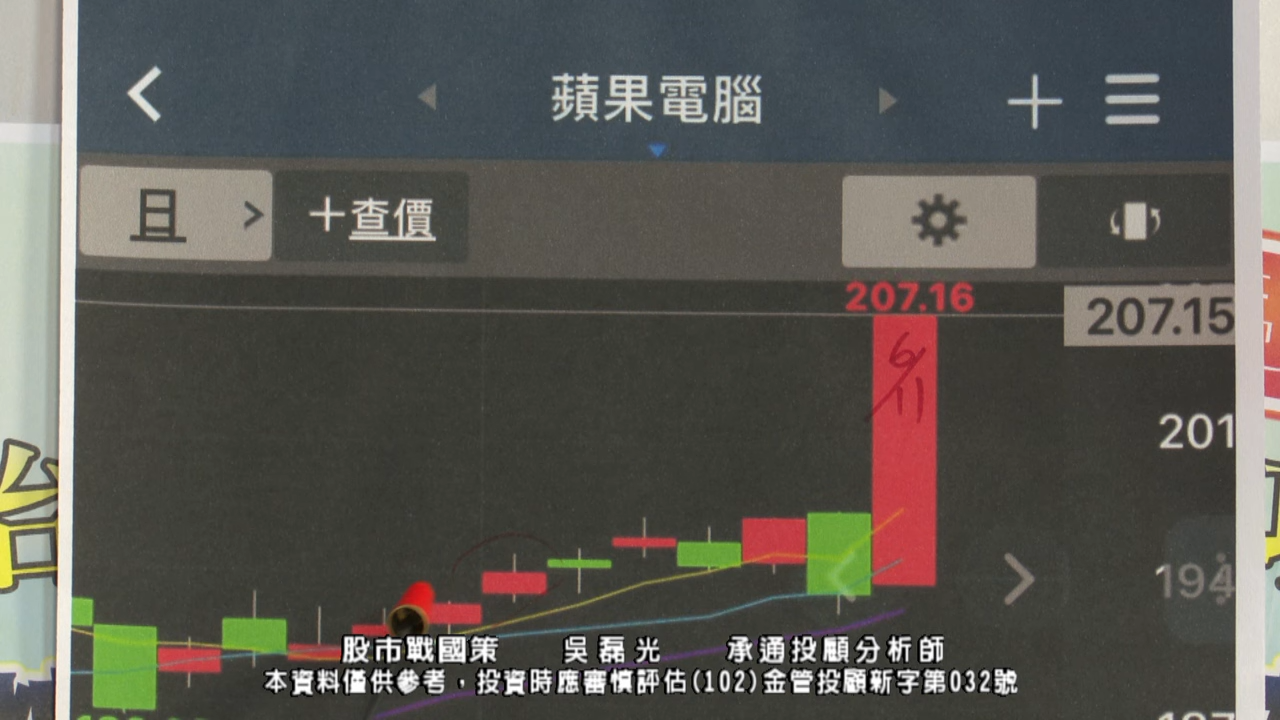 蘋果電腦
日
+查價
207.16
207.15
6/11
201
194
股市戰國策 吳磊光 承通投顧分析師
本資料僅供參考，投資時應審慎評估(102)金管投顧新字第032號